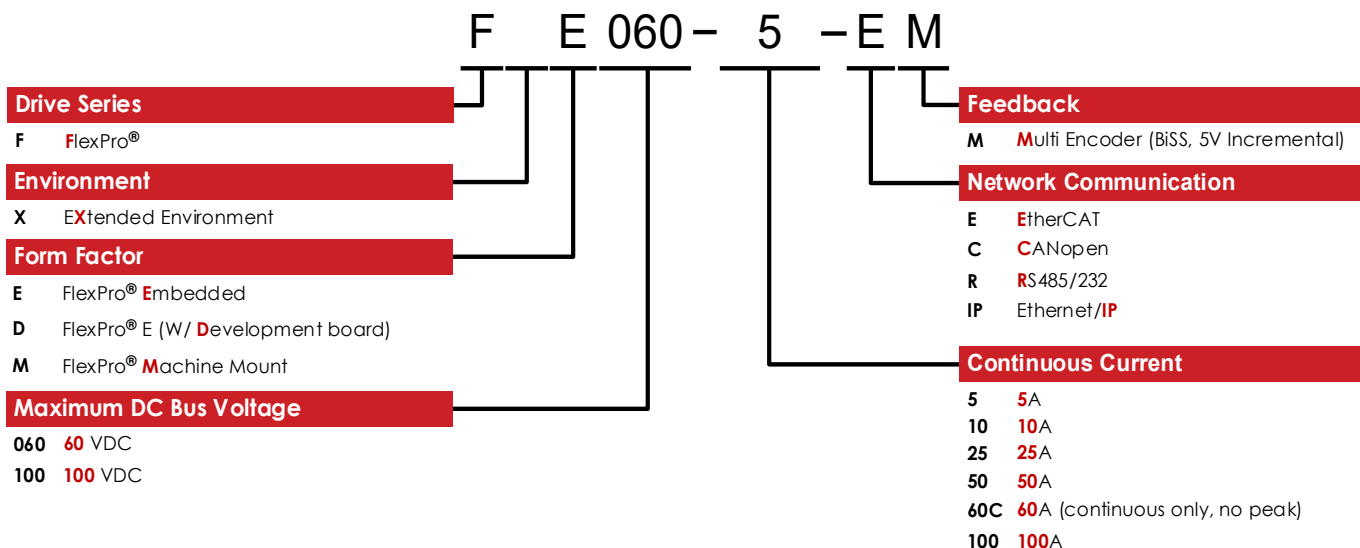 F E 060 – 5 – E M
Drive Series
F FlexPro®
Environment
X EXtended Environment
Form Factor
E FlexPro® Embedded
D FlexPro® E (W/ Development board)
M FlexPro® Machine Mount
Maximum DC Bus Voltage
060 60 VDC
100 100 VDC
Feedback
M Multi Encoder (BiSS, 5V Incremental)
Network Communication
E EtherCAT
C CANopen
R RS485/232
IP Ethernet/IP
Continuous Current
5 5A
10 10A
25 25A
50 50A
60C 60A (continuous only, no peak)
100 100A